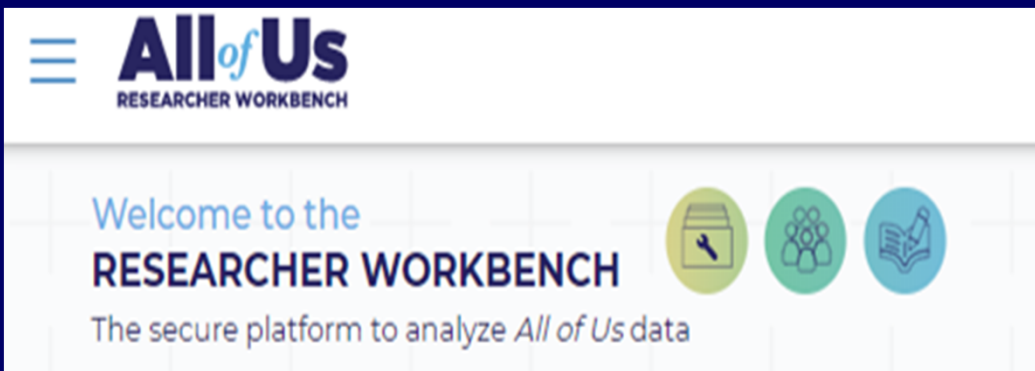 All of Us
RESEARCHER WORKBENCH
Welcome to the
RESEARCHER WORKBENCH
The secure platform to analyze All of Us data